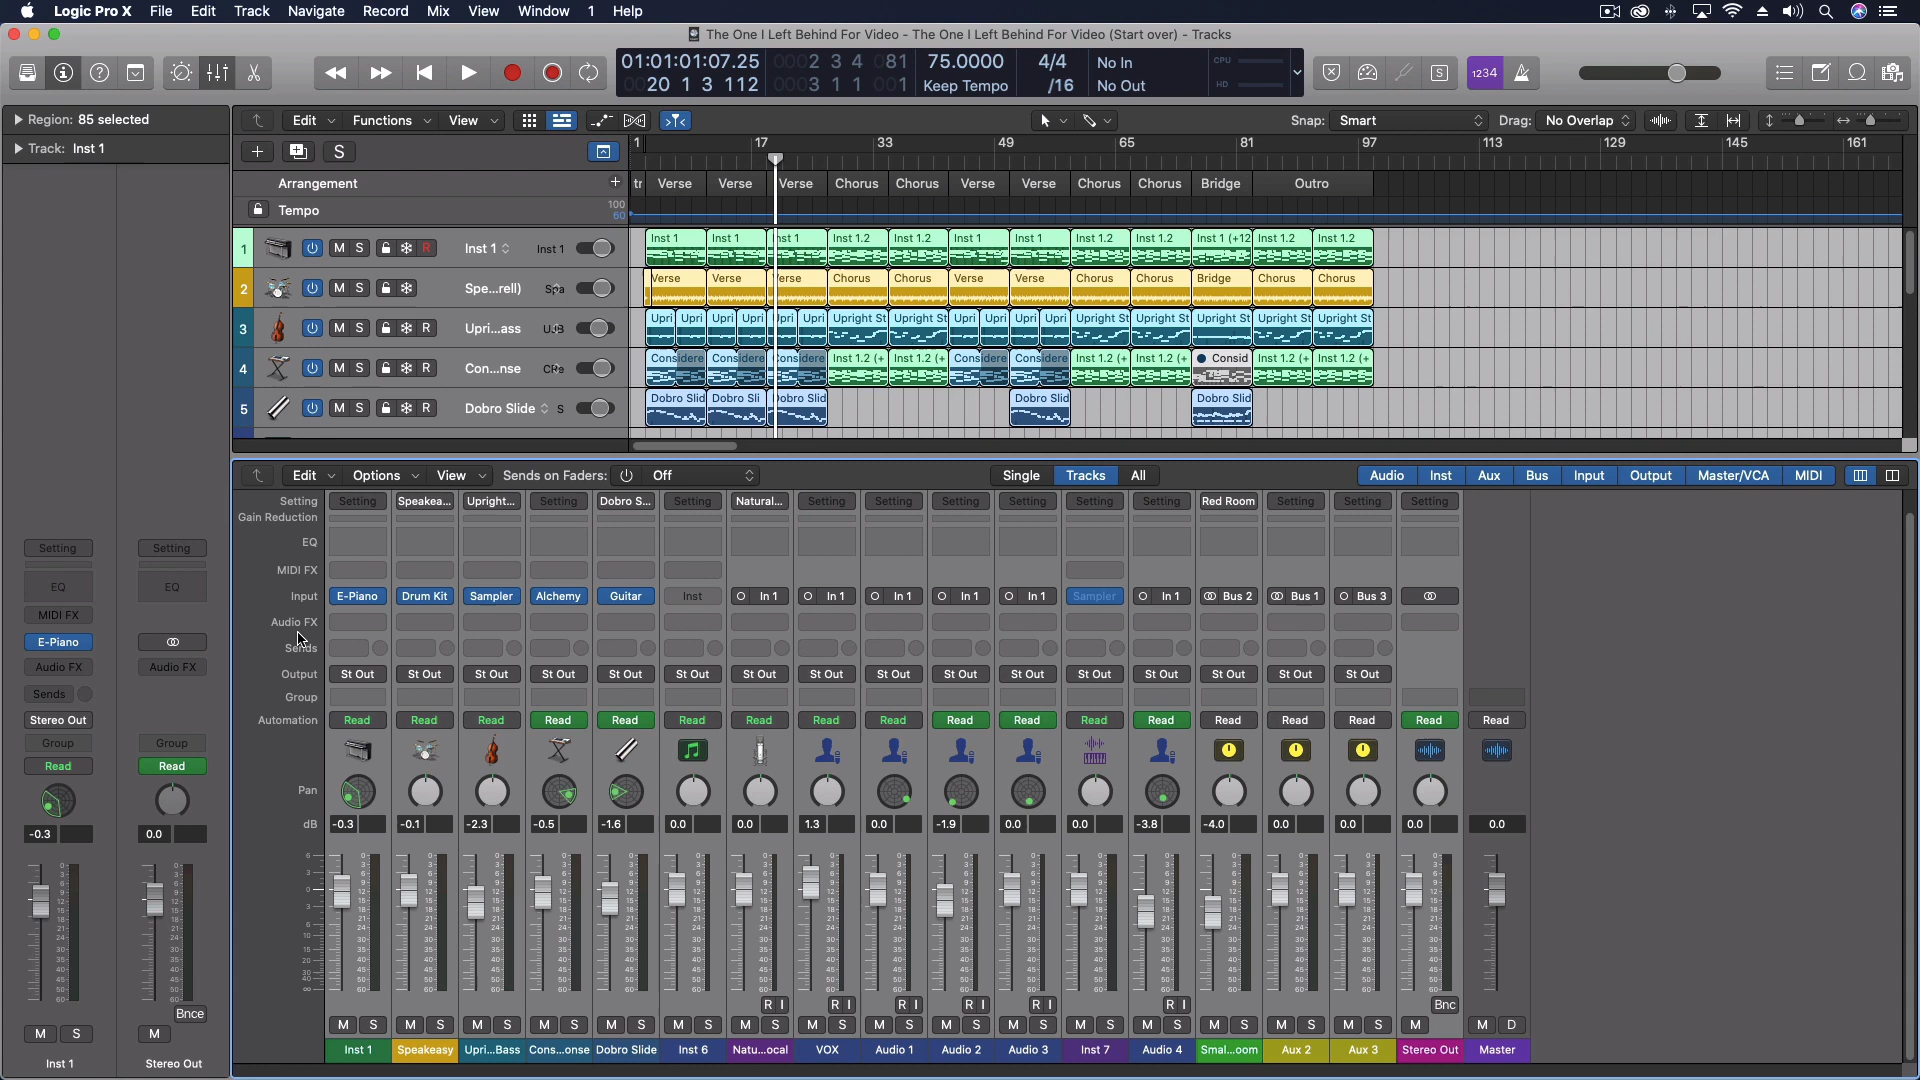 Logic Pro X File Edit Track Navigate Record Mix View Window 1 Help
The One I Left Behind For Video - The One I Left Behind For Video (Start over) - Tracks
01:01:01:07.25 0002 3 4 081 75.0000 4/4 No In CPU
0020 1 3 112 0003 1 1 001 Keep Tempo /16 No Out HD
S 1234
Region: 85 selected
Track: Inst 1
Edit Functions View Snap: Smart Drag: No Overlap
S 1 17 33 49 65 81 97 113 129 145 161
Arrangement + Verse Verse Verse Chorus Chorus Verse Verse Chorus Chorus Bridge Outro
Tempo 100 60
1 M S R Inst 1 Inst 1 Inst 1 Inst 1 Inst 1.2 Inst 1.2 Inst 1 Inst 1 Inst 1.2 Inst 1.2 Inst 1 (+12 Inst 1.2 Inst 1.2
2 M S Spe...rell) Spa Verse Verse Verse Chorus Chorus Verse Verse Chorus Chorus Bridge Chorus Chorus
3 M S R Upri...ass UJB Upri Upri Upri Upri Upri Upri Upright St Upright St Upri Upri Upri Upri Upright St Upright St Upright St Upright St Upright St
4 M S R Con...nse CRe Considere Considere Considere Inst 1.2 (+ Inst 1.2 (+ Considere Considere Inst 1.2 (+ Inst 1.2 (+ Consid Inst 1.2 (+ Inst 1.2 (+
5 M S R Dobro Slide S Dobro Slid Dobro Sli Dobro Slid Dobro Slid Dobro Slid
Edit Options View Sends on Faders: Off Single Tracks All Audio Inst Aux Bus Input Output Master/VCA MIDI
Setting Setting Speakea... Upright... Setting Dobro S... Setting Natural... Setting Setting Setting Setting Setting Setting Red Room Setting Setting Setting
Gain Reduction
EQ
MIDI FX
Input E-Piano Drum Kit Sampler Alchemy Guitar Inst In 1 In 1 In 1 In 1 In 1 Sampler In 1 Bus 2 Bus 1 Bus 3
Audio FX
Sends
Output St Out St Out St Out St Out St Out St Out St Out St Out St Out St Out St Out St Out St Out St Out St Out St Out
Group
Automation Read Read Read Read Read Read Read Read Read Read Read Read Read Read Read Read Read Read
Pan
dB -0.3 -0.1 -2.3 -0.5 -1.6 0.0 0.0 1.3 0.0 -1.9 0.0 0.0 -3.8 -4.0 0.0 0.0 0.0 0.0
R I R I R I R I R I R I Bnc
M S M S M S M S M S M S M S M S M S M S M S M S M S M S M S M S M M D
Inst 1 Speakeasy Upri...Bass Cons...onse Dobro Slide Inst 6 Natu...ocal VOX Audio 1 Audio 2 Audio 3 Inst 7 Audio 4 Smal...oom Aux 2 Aux 3 Stereo Out Master
Setting Setting
EQ EQ
MIDI FX
E-Piano
Audio FX Audio FX
Sends
Stereo Out
Group Group
Read Read
-0.3 0.0
Bnce
M S M
Inst 1 Stereo Out